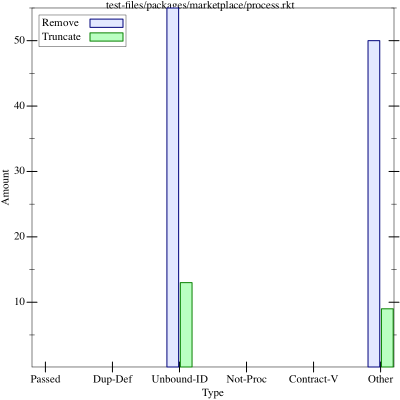 test-files/packages/marketplace/process.rkt
Remove
Truncate
50
40
30
20
10
Amount
Passed Dup-Def Unbound-ID Not-Proc Contract-V Other
Type